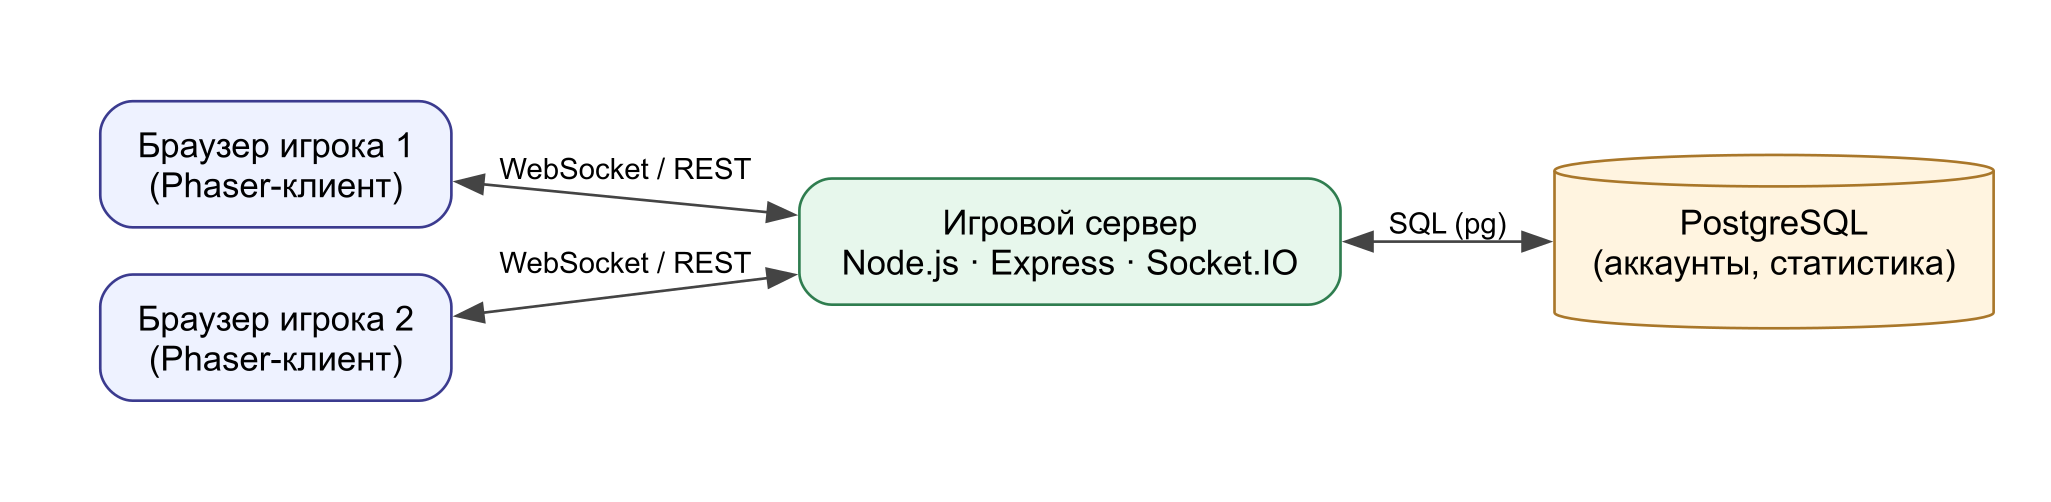 Браузер игрока 1
(Phaser-клиент)
WebSocket / REST
Браузер игрока 2
(Phaser-клиент)
WebSocket / REST
Игровой сервер
Node.js · Express · Socket.IO
SQL (pg)
PostgreSQL
(аккаунты, статистика)